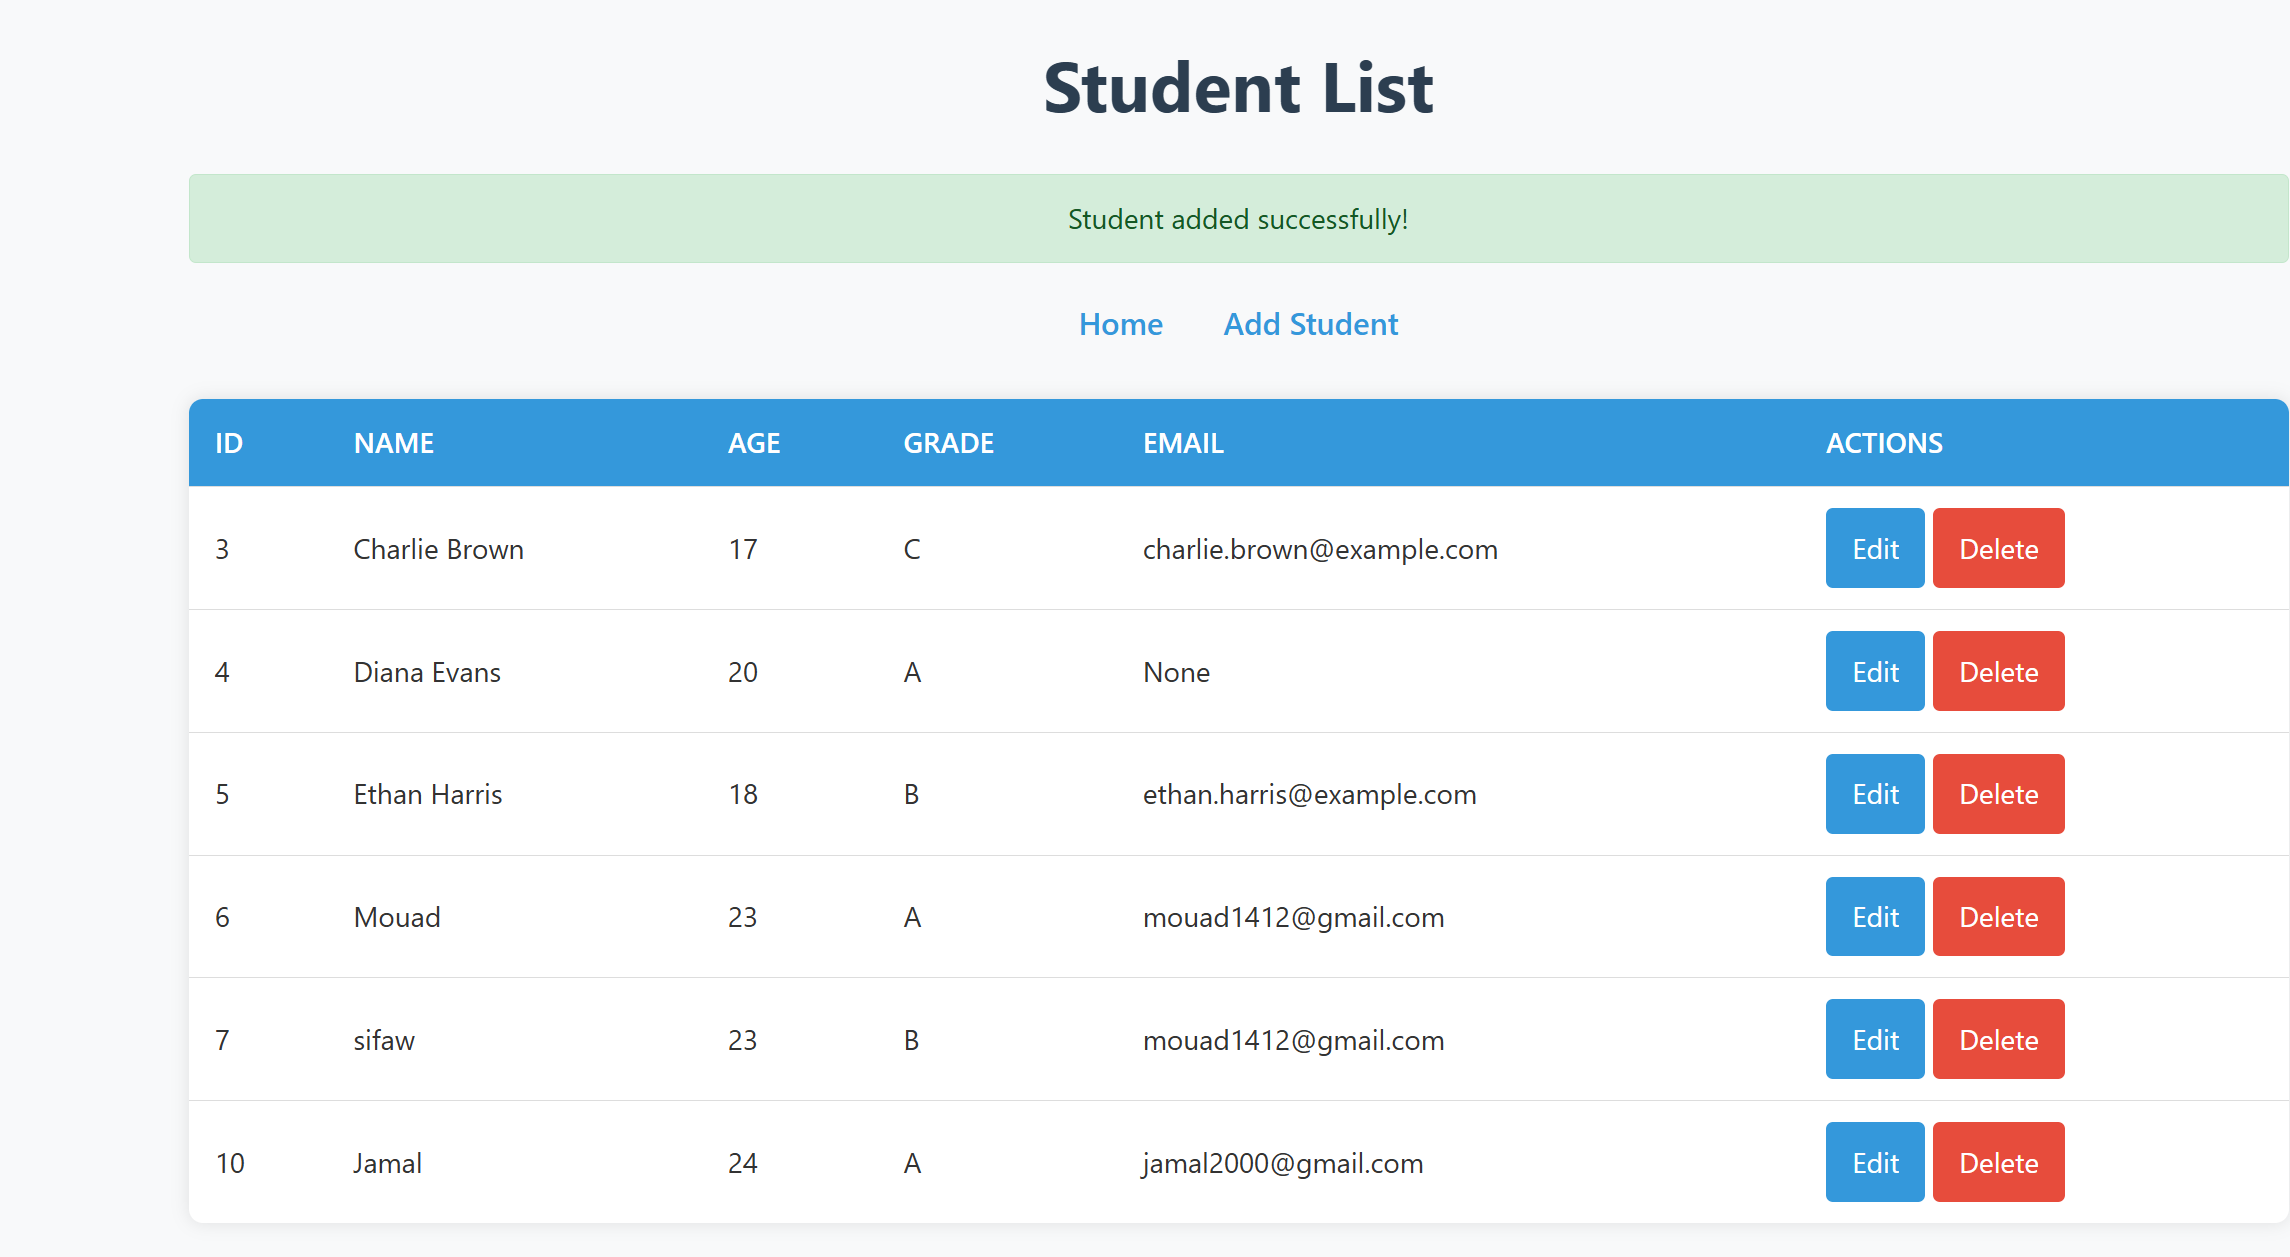 Student List
Student added successfully!
Home Add Student
ID NAME AGE GRADE EMAIL ACTIONS
3 Charlie Brown 17 C charlie.brown@example.com Edit Delete
4 Diana Evans 20 A None Edit Delete
5 Ethan Harris 18 B ethan.harris@example.com Edit Delete
6 Mouad 23 A mouad1412@gmail.com Edit Delete
7 sifaw 23 B mouad1412@gmail.com Edit Delete
10 Jamal 24 A jamal2000@gmail.com Edit Delete